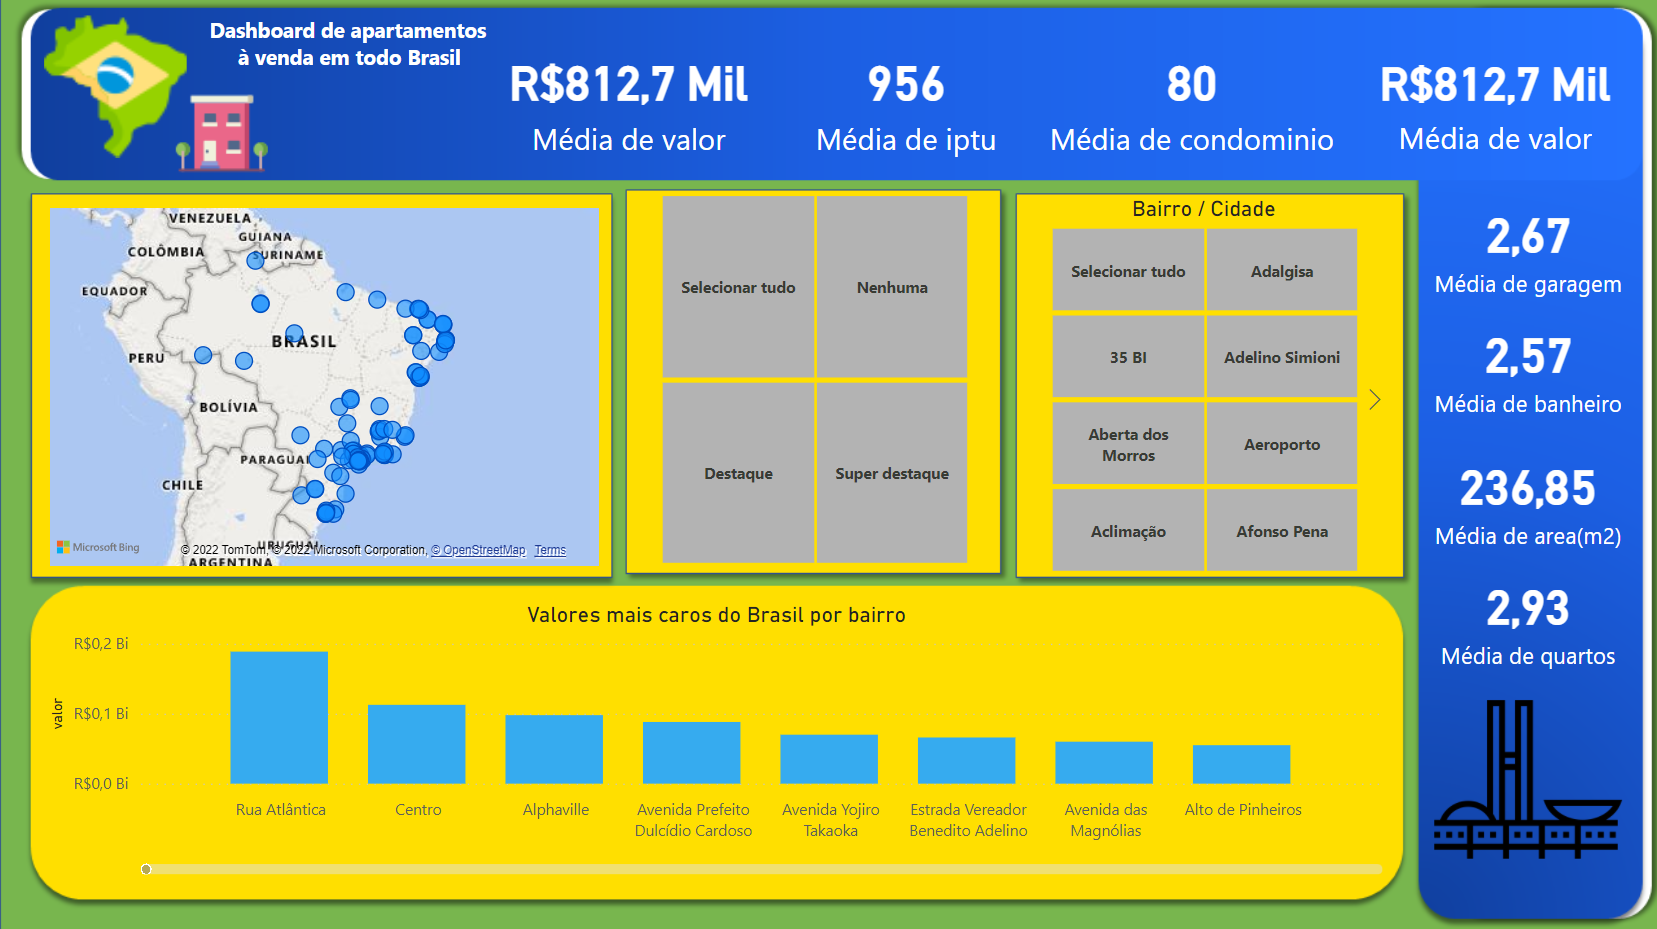 Dashboard de apartamentos
à venda em todo Brasil
R$812,7 Mil
Média de valor
956
Média de iptu
80
Média de condominio
R$812,7 Mil
Média de valor
VENEZUELA
GUIANA
SURINAME
COLÔMBIA
EQUADOR
PERU
BRASIL
BOLÍVIA
PARAGUAI
CHILE
URUGUAI
ARGENTINA
Microsoft Bing
© 2022 TomTom, © 2022 Microsoft Corporation, © OpenStreetMap Terms
Selecionar tudo
Nenhuma
Destaque
Super destaque
Bairro / Cidade
Selecionar tudo
Adalgisa
35 BI
Adelino Simioni
Aberta dos
Morros
Aeroporto
Aclimação
Afonso Pena
2,67
Média de garagem
2,57
Média de banheiro
236,85
Média de area(m2)
2,93
Média de quartos
Valores mais caros do Brasil por bairro
valor
R$0,2 Bi
R$0,1 Bi
R$0,0 Bi
Rua Atlântica
Centro
Alphaville
Avenida Prefeito
Dulcídio Cardoso
Avenida Yojiro
Takaoka
Estrada Vereador
Benedito Adelino
Avenida das
Magnólias
Alto de Pinheiros